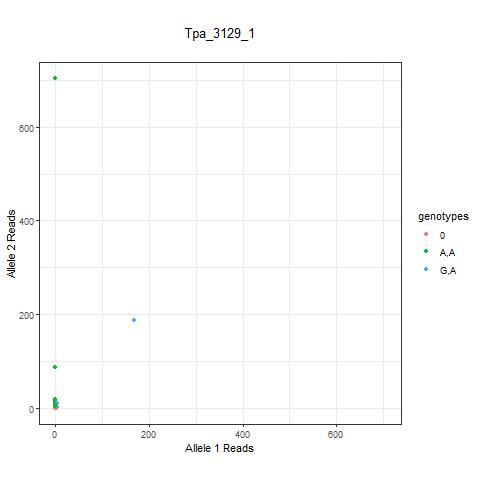 Tpa_3129_1
600
400
200
0
Allele 2 Reads
0 200 400 600
Allele 1 Reads
genotypes
0
A,A
G,A